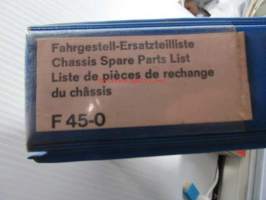 Fahrgestell-Ersatzteilliste
Chassis Spare Parts List
Liste de pièces de rechange
du châssis
F 45-0